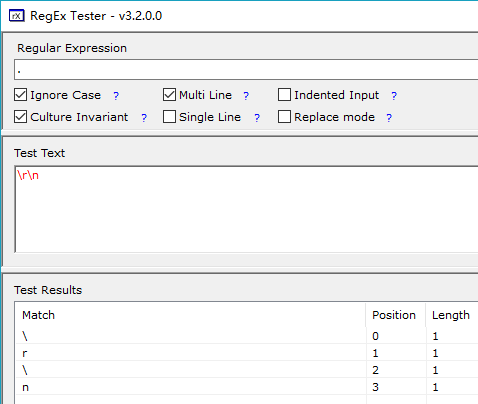 rX RegEx Tester - v3.2.0.0
Regular Expression
.
Ignore Case ? Multi Line ? Indented Input ?
Culture Invariant ? Single Line ? Replace mode ?
Test Text
\r\n
Test Results
Match Position Length
\ 0 1
r 1 1
\ 2 1
n 3 1